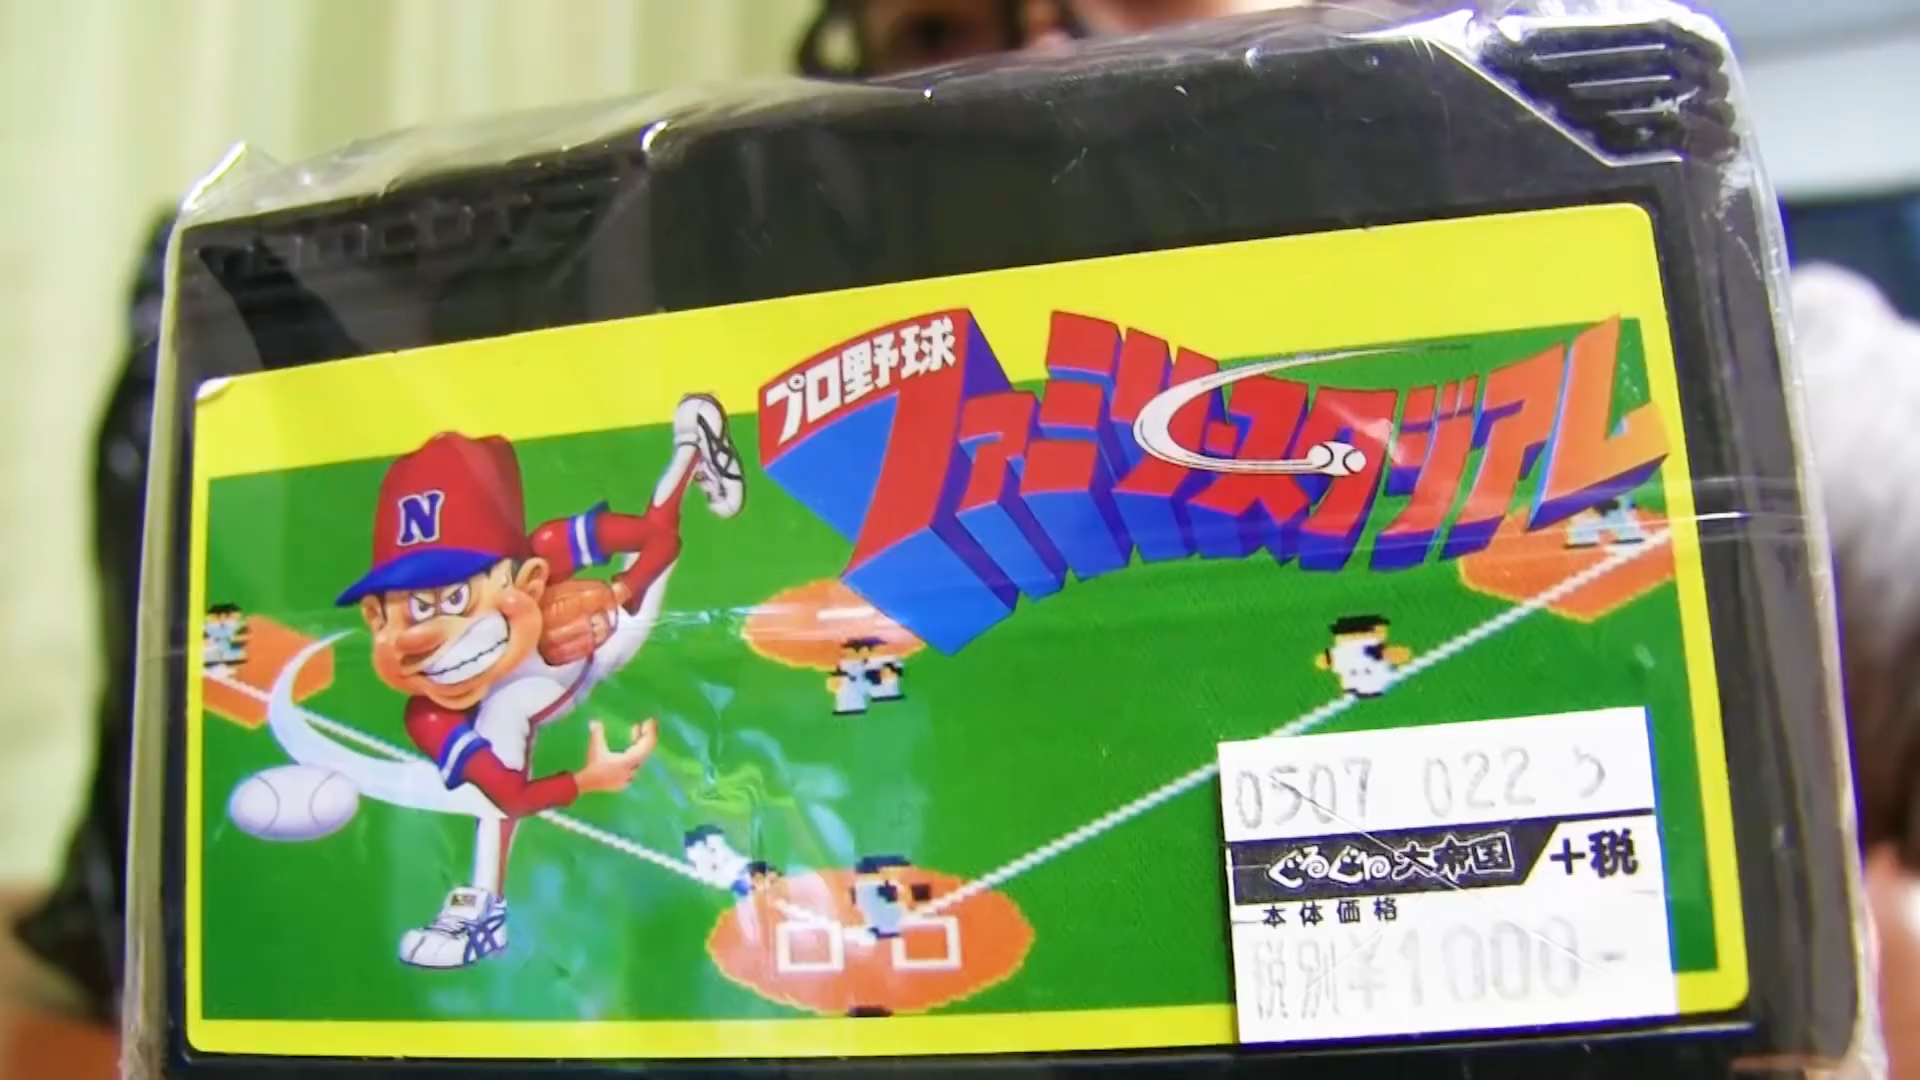 プロ野球
ファミリースタジアム
N
0507 022 5
ぐるぐる大帝国 +税
本体価格
税別¥1000-